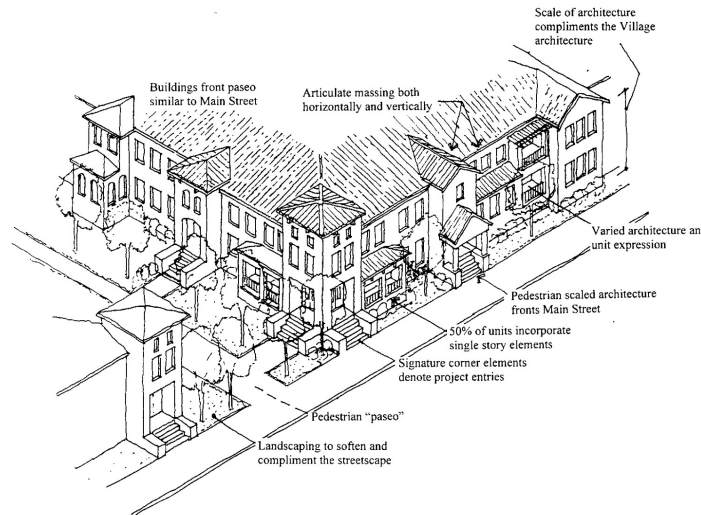 Scale of architecture
compliments the Village
architecture
Buildings front paseo
similar to Main Street
Articulate massing both
horizontally and vertically
Varied architecture an
unit expression
Pedestrian scaled architecture
fronts Main Street
50% of units incorporate
single story elements
Signature corner elements
denote project entries
Pedestrian “paseo”
Landscaping to soften and
compliment the streetscape